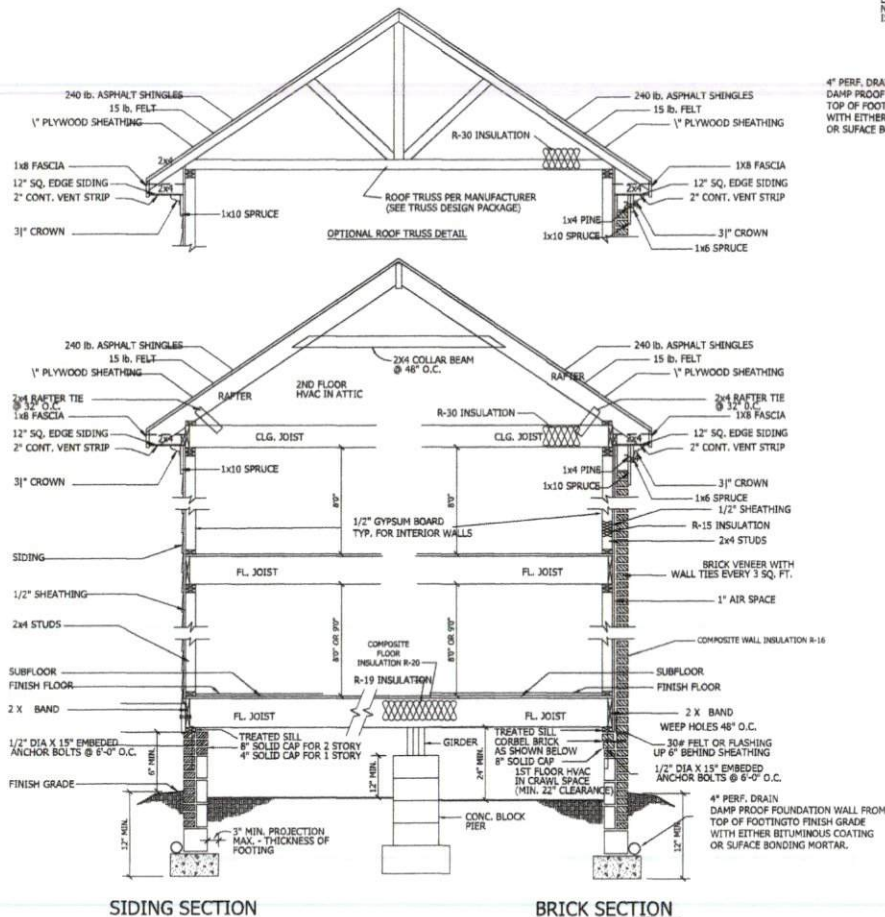 4" PERF. DRA
DAMP PROOF
TOP OF FOOT
WITH EITHER
OR SUFACE B
240 lb. ASPHALT SHINGLES
15 lb. FELT
\" PLYWOOD SHEATHING
2x4
1x8 FASCIA
2x4
12" SQ. EDGE SIDING
2" CONT. VENT STRIP
3|" CROWN
1x10 SPRUCE
R-30 INSULATION
ROOF TRUSS PER MANUFACTURER
(SEE TRUSS DESIGN PACKAGE)
OPTIONAL ROOF TRUSS DETAIL
240 lb. ASPHALT SHINGLES
15 lb. FELT
\" PLYWOOD SHEATHING
1X8 FASCIA
2x4
12" SQ. EDGE SIDING
2" CONT. VENT STRIP
1x4 PINE
3|" CROWN
1x10 SPRUCE
1x6 SPRUCE
240 lb. ASPHALT SHINGLES
15 lb. FELT
\" PLYWOOD SHEATHING
2x4 RAFTER TIE
@ 32" O.C.
1x8 FASCIA
12" SQ. EDGE SIDING
2" CONT. VENT STRIP
3|" CROWN
RAFTER
2x4
1x10 SPRUCE
2X4 COLLAR BEAM
@ 48" O.C.
2ND FLOOR
HVAC IN ATTIC
R-30 INSULATION
CLG. JOIST
CLG. JOIST
240 lb. ASPHALT SHINGLES
15 lb. FELT
RAFTER
\" PLYWOOD SHEATHING
2x4 RAFTER TIE
@ 32" O.C.
1X8 FASCIA
2x4
12" SQ. EDGE SIDING
2" CONT. VENT STRIP
1x4 PINE
1x10 SPRUCE
3|" CROWN
1x6 SPRUCE
1/2" SHEATHING
R-15 INSULATION
2x4 STUDS
8'0"
8'0"
1/2" GYPSUM BOARD
TYP. FOR INTERIOR WALLS
SIDING
FL. JOIST
FL. JOIST
BRICK VENEER WITH
WALL TIES EVERY 3 SQ. FT.
1/2" SHEATHING
1" AIR SPACE
2x4 STUDS
8'0" OR 9'0"
8'0" OR 9'0"
COMPOSITE WALL INSULATION R-16
COMPOSITE
FLOOR
INSULATION R-20
R-19 INSULATION
SUBFLOOR
FINISH FLOOR
SUBFLOOR
FINISH FLOOR
2 X BAND
FL. JOIST
FL. JOIST
2 X BAND
WEEP HOLES 48" O.C.
1/2" DIA X 15" EMBEDED
ANCHOR BOLTS @ 6'-0" O.C.
TREATED SILL
8" SOLID CAP FOR 2 STORY
4" SOLID CAP FOR 1 STORY
GIRDER
TREATED SILL
CORBEL BRICK
AS SHOWN BELOW
8" SOLID CAP
1ST FLOOR HVAC
IN CRAWL SPACE
(MIN. 22" CLEARANCE)
30# FELT OR FLASHING
UP 6" BEHIND SHEATHING
1/2" DIA X 15" EMBEDED
ANCHOR BOLTS @ 6'-0" O.C.
6" MIN.
12" MIN.
24" MIN.
FINISH GRADE
12" MIN.
3" MIN. PROJECTION
MAX. - THICKNESS OF
FOOTING
CONC. BLOCK
PIER
12" MIN.
4" PERF. DRAIN
DAMP PROOF FOUNDATION WALL FROM
TOP OF FOOTINGTO FINISH GRADE
WITH EITHER BITUMINOUS COATING
OR SUFACE BONDING MORTAR.
SIDING SECTION
BRICK SECTION